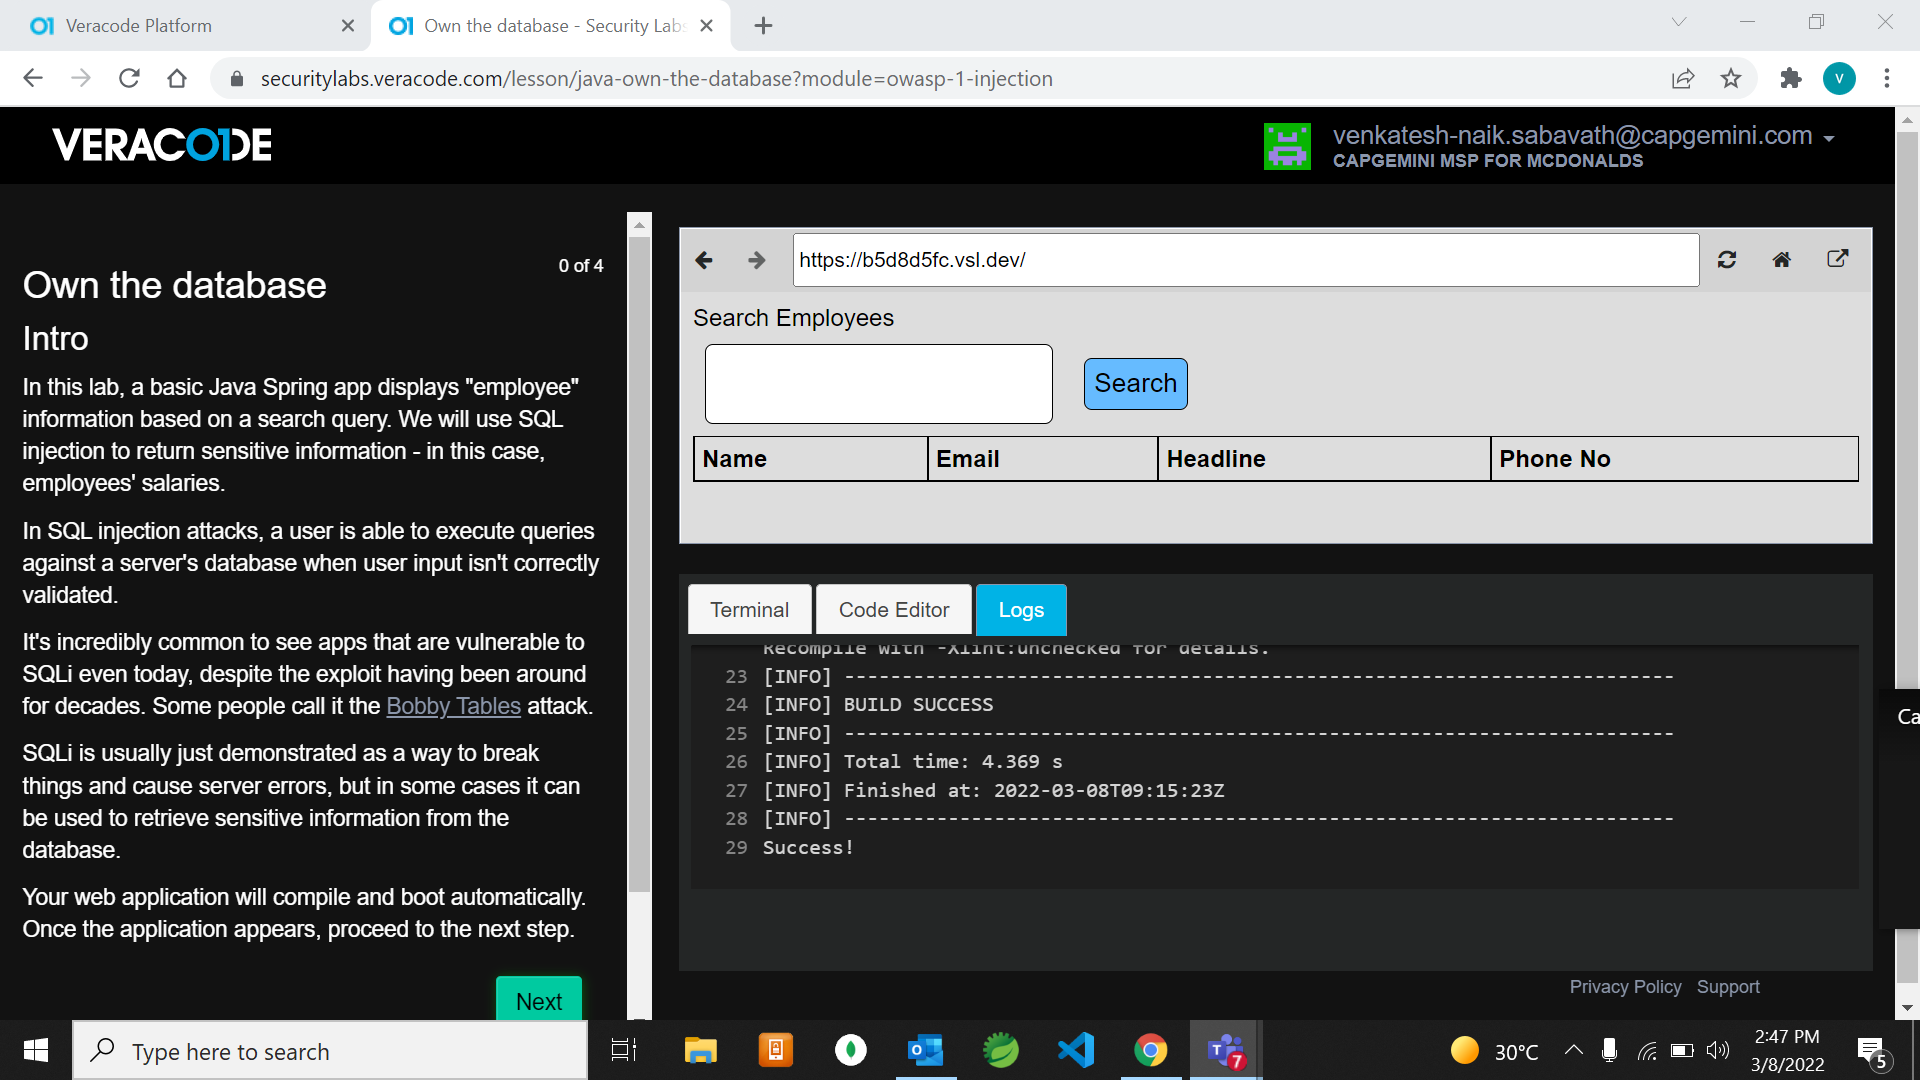 Veracode Platform
Own the database - Security Labs
securitylabs.veracode.com/lesson/java-own-the-database?module=owasp-1-injection
V
VERACODE
venkatesh-naik.sabavath@capgemini.com
CAPGEMINI MSP FOR MCDONALDS
0 of 4
Own the database
Intro
In this lab, a basic Java Spring app displays "employee"
information based on a search query. We will use SQL
injection to return sensitive information - in this case,
employees' salaries.
In SQL injection attacks, a user is able to execute queries
against a server's database when user input isn't correctly
validated.
It's incredibly common to see apps that are vulnerable to
SQLi even today, despite the exploit having been around
for decades. Some people call it the Bobby Tables attack.
SQLi is usually just demonstrated as a way to break
things and cause server errors, but in some cases it can
be used to retrieve sensitive information from the
database.
Your web application will compile and boot automatically.
Once the application appears, proceed to the next step.
Next
https://b5d8d5fc.vsl.dev/
Search Employees
Search
Name Email Headline Phone No
Terminal Code Editor Logs
Recompile with -Xlint:unchecked for details.
23 [INFO] ------------------------------------------------------------------------
24 [INFO] BUILD SUCCESS
25 [INFO] ------------------------------------------------------------------------
26 [INFO] Total time: 4.369 s
27 [INFO] Finished at: 2022-03-08T09:15:23Z
28 [INFO] ------------------------------------------------------------------------
29 Success!
Ca
Privacy Policy Support
Type here to search
7
30°C
2:47 PM
3/8/2022
5